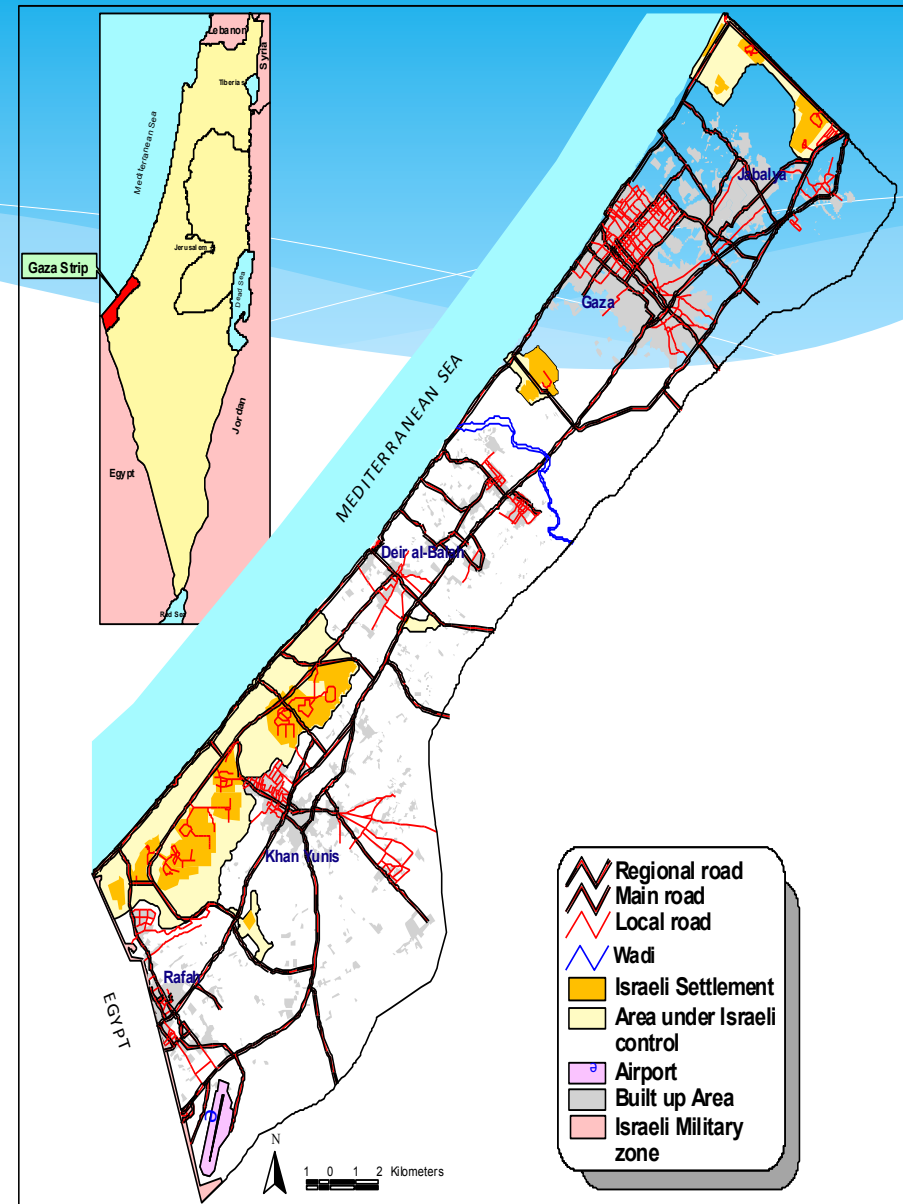 Lebanon
Syria
Tiberias
Mediterranean Sea
Jerusalem
Dead Sea
Gaza Strip
Jordan
Egypt
Red Sea
MEDITERRANEAN SEA
Jabalya
Gaza
Deir al-Balah
Khan Yunis
Rafah
EGYPT
e
N
1 0 1 2 Kilometers
Regional road
Main road
Local road
Wadi
Israeli Settlement
Area under Israeli
control
e
Airport
Built up Area
Israeli Military
zone